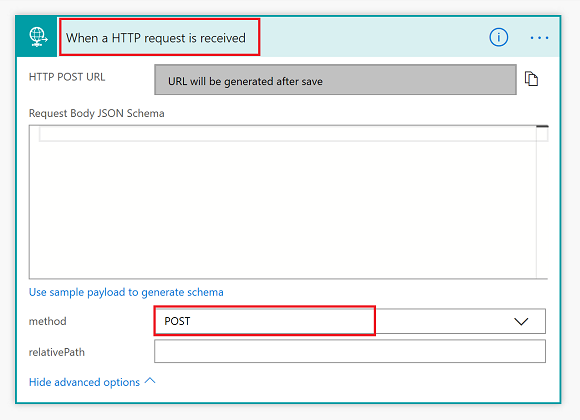 When a HTTP request is received
HTTP POST URL
URL will be generated after save
Request Body JSON Schema
Use sample payload to generate schema
method
POST
relativePath
Hide advanced options